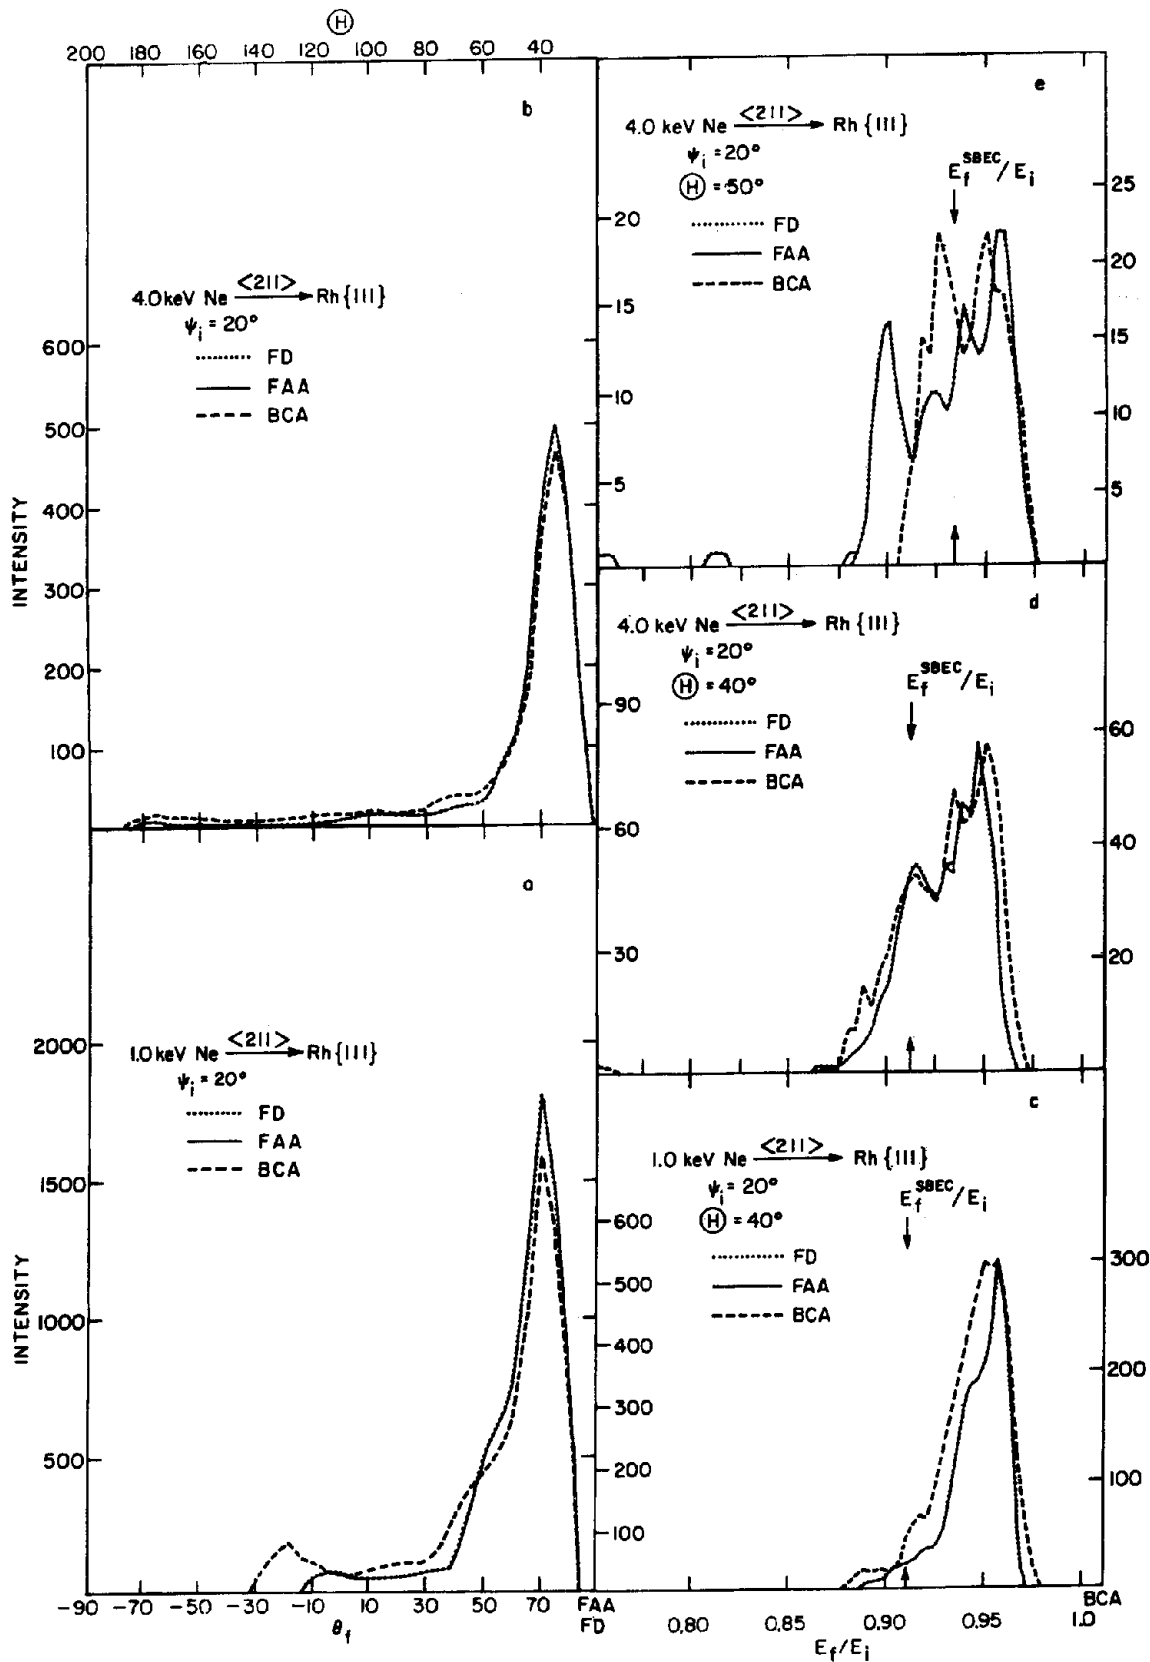 Ⓗ
200 180 160 140 120 100 80 60 40
b
4.0 keV Ne <211> Rh{111}
ψi = 20°
FD
FAA
BCA
600
500
400
300
200
100
INTENSITY
a
1.0 keV Ne <211> Rh{111}
ψi = 20°
FD
FAA
BCA
2000
1500
1000
500
INTENSITY
-90 -70 -50 -30 -10 10 30 50 70
θf
FAA
FD
e
4.0 keV Ne <211> Rh{111}
ψi = 20°
Ⓗ = 50°
FD
FAA
BCA
EfSBEC/Ei
20
15
10
5
25
20
15
10
5
d
4.0 keV Ne <211> Rh{111}
ψi = 20°
Ⓗ = 40°
FD
FAA
BCA
EfSBEC/Ei
90
60
30
60
40
20
c
1.0 keV Ne <211> Rh{111}
ψi = 20°
Ⓗ = 40°
FD
FAA
BCA
EfSBEC/Ei
600
500
400
300
200
100
300
200
100
BCA
0.80 0.85 0.90 0.95 1.0
Ef/Ei